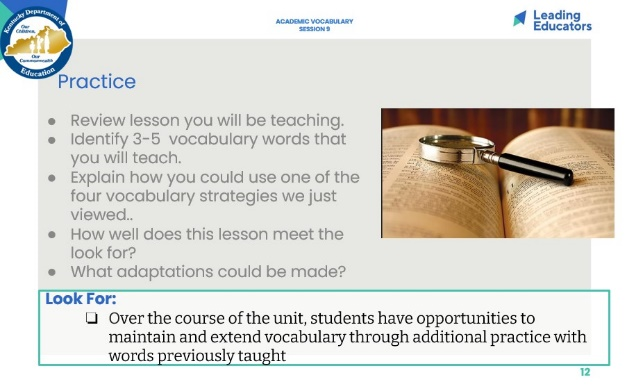 Kentucky Department of
Education
Our
Children,
Our
Commonwealth
ACADEMIC VOCABULARY
SESSION 9
Leading
Educators
Practice
● Review lesson you will be teaching.
● Identify 3-5 vocabulary words that
you will teach.
● Explain how you could use one of the
four vocabulary strategies we just
viewed..
● How well does this lesson meet the
look for?
● What adaptations could be made?
Look For:
❏ Over the course of the unit, students have opportunities to
maintain and extend vocabulary through additional practice with
words previously taught
12